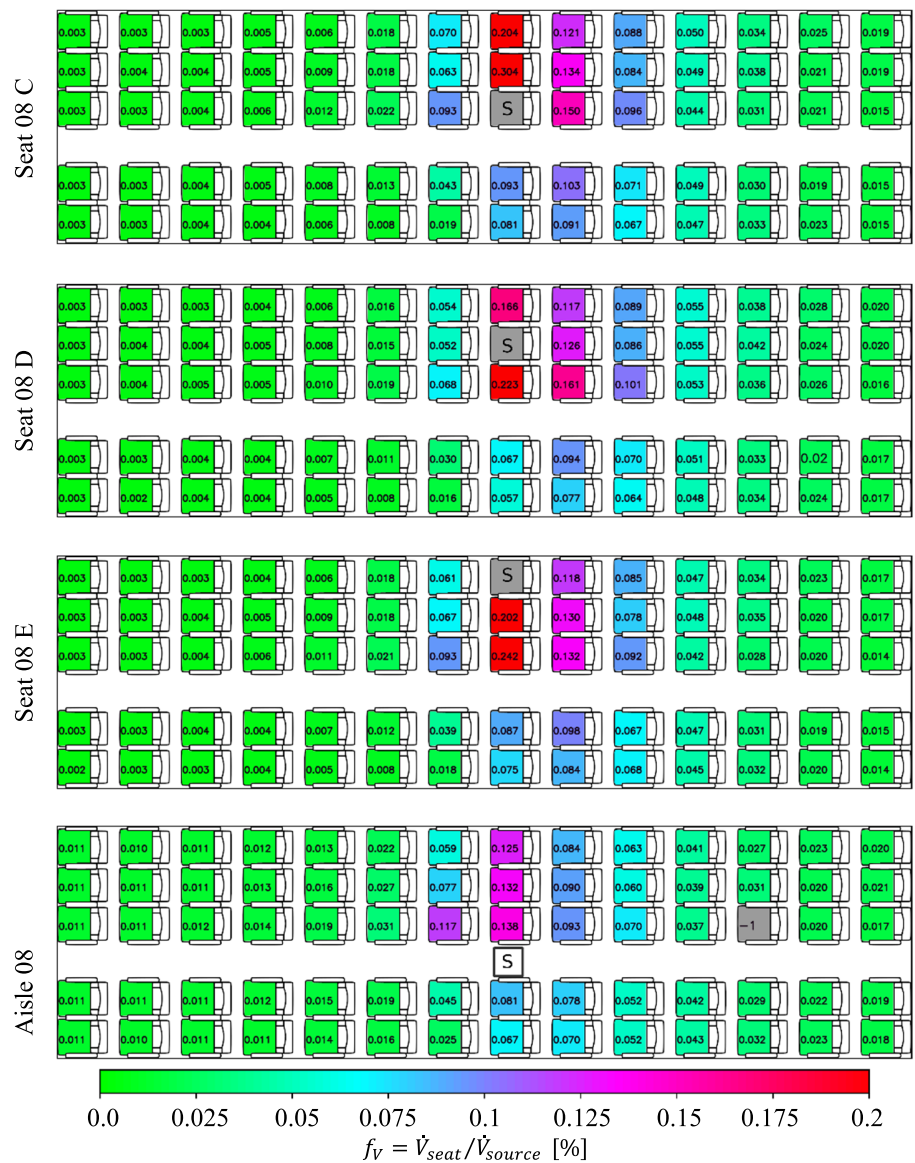 Seat 08 C
0.003 0.003 0.003 0.005 0.006 0.018 0.070 0.204 0.121 0.088 0.050 0.034 0.025 0.019
0.003 0.004 0.004 0.005 0.009 0.018 0.063 0.304 0.134 0.084 0.049 0.038 0.021 0.019
0.003 0.003 0.004 0.006 0.012 0.022 0.093 S 0.150 0.096 0.044 0.031 0.021 0.015
0.003 0.003 0.004 0.005 0.008 0.013 0.043 0.093 0.103 0.071 0.049 0.030 0.019 0.015
0.003 0.003 0.004 0.004 0.006 0.008 0.019 0.081 0.091 0.067 0.047 0.033 0.023 0.015
Seat 08 D
0.003 0.003 0.003 0.004 0.006 0.016 0.054 0.166 0.117 0.089 0.055 0.038 0.028 0.020
0.003 0.004 0.005 0.005 0.008 0.015 0.052 S 0.126 0.086 0.055 0.042 0.024 0.020
0.003 0.004 0.005 0.005 0.010 0.019 0.068 0.223 0.161 0.101 0.053 0.036 0.026 0.016
0.003 0.003 0.004 0.004 0.007 0.011 0.030 0.067 0.094 0.070 0.051 0.033 0.02 0.017
0.003 0.002 0.004 0.004 0.005 0.008 0.016 0.057 0.077 0.064 0.048 0.034 0.024 0.017
Seat 08 E
0.003 0.003 0.003 0.004 0.006 0.018 0.061 S 0.118 0.085 0.047 0.034 0.023 0.017
0.003 0.003 0.004 0.005 0.009 0.018 0.067 0.202 0.130 0.078 0.048 0.035 0.020 0.017
0.003 0.003 0.004 0.006 0.011 0.021 0.093 0.242 0.132 0.092 0.042 0.028 0.020 0.014
0.003 0.003 0.004 0.004 0.007 0.012 0.039 0.087 0.098 0.067 0.047 0.031 0.019 0.015
0.002 0.003 0.003 0.004 0.005 0.008 0.018 0.075 0.084 0.068 0.045 0.032 0.020 0.014
Aisle 08
0.011 0.010 0.011 0.012 0.013 0.022 0.059 0.125 0.084 0.063 0.041 0.027 0.023 0.020
0.011 0.011 0.011 0.013 0.016 0.027 0.077 0.132 0.090 0.060 0.039 0.031 0.020 0.021
0.011 0.011 0.012 0.014 0.019 0.031 0.117 0.138 0.093 0.070 0.037 −1 0.020 0.017
S
0.011 0.011 0.011 0.012 0.015 0.019 0.045 0.081 0.078 0.052 0.042 0.029 0.022 0.019
0.011 0.010 0.011 0.011 0.014 0.016 0.025 0.067 0.070 0.052 0.043 0.032 0.023 0.018
0.0 0.025 0.05 0.075 0.1 0.125 0.15 0.175 0.2
f_V = V̇_seat/V̇_source [%]